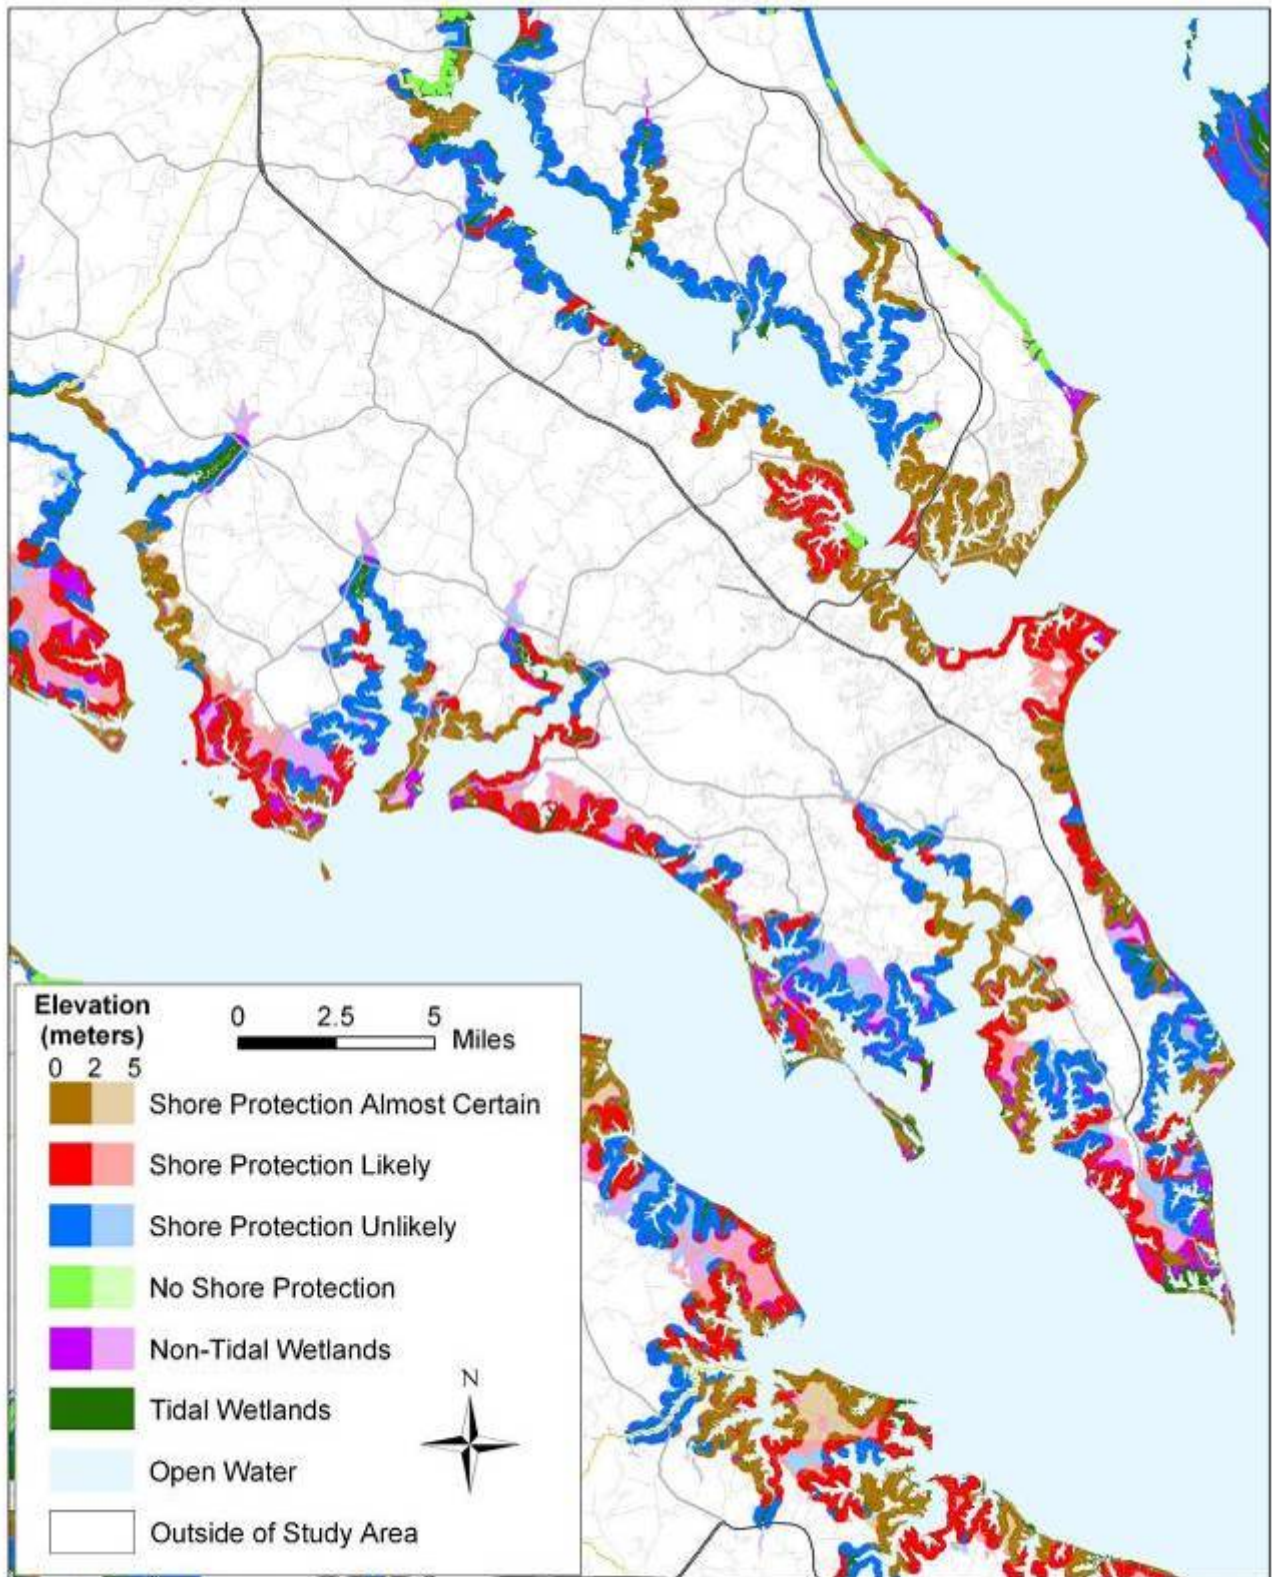 Elevation
(meters)
0 2 5
0 2.5 5
Miles
Shore Protection Almost Certain
Shore Protection Likely
Shore Protection Unlikely
No Shore Protection
Non-Tidal Wetlands
N
Tidal Wetlands
Open Water
Outside of Study Area